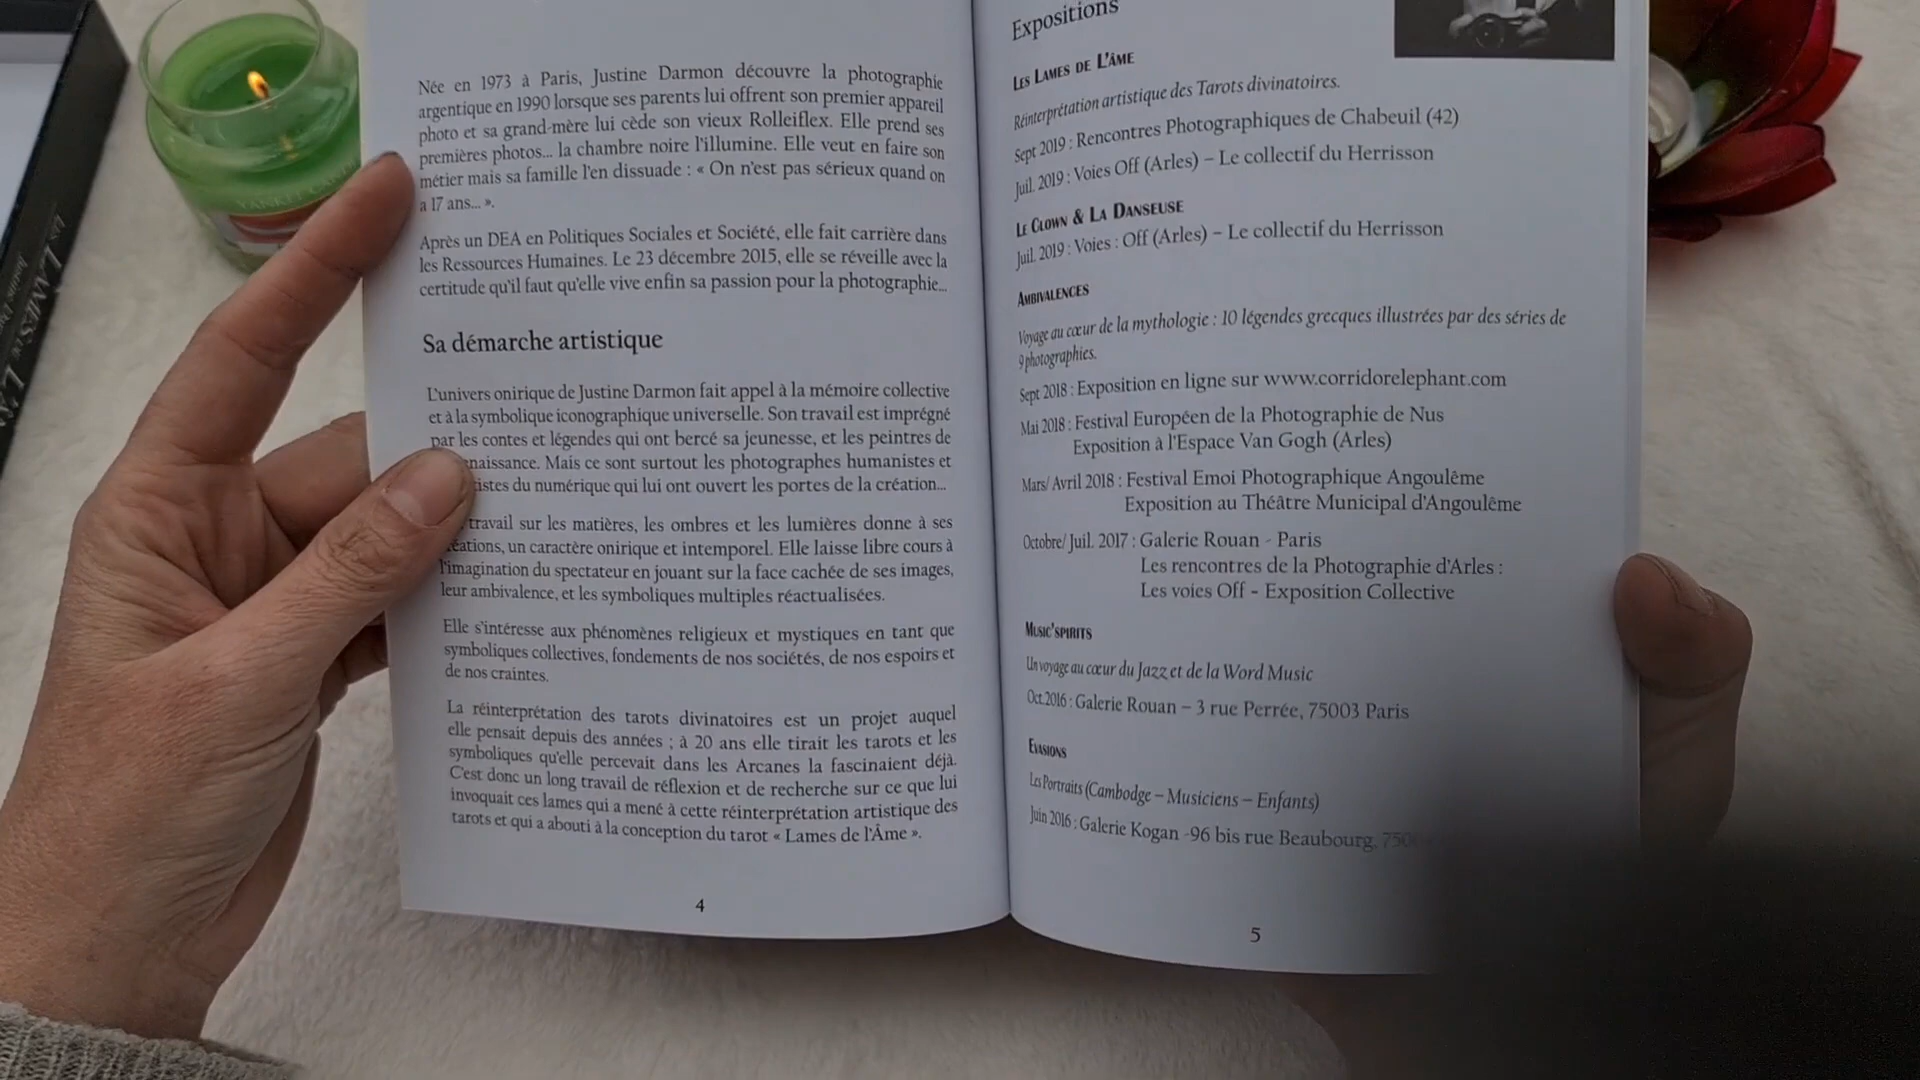 Née en 1973 à Paris, Justine Darmon découvre la photographie
argentique en 1990 lorsque ses parents lui offrent son premier appareil
photo et sa grand-mère lui cède son vieux Rolleiflex. Elle prend ses
premières photos... la chambre noire l'illumine. Elle veut en faire son
métier mais sa famille l'en dissuade : « On n'est pas sérieux quand on
a 17 ans... ».
Après un DEA en Politiques Sociales et Société, elle fait carrière dans
les Ressources Humaines. Le 23 décembre 2015, elle se réveille avec la
certitude qu'il faut qu'elle vive enfin sa passion pour la photographie...
Sa démarche artistique
L'univers onirique de Justine Darmon fait appel à la mémoire collective
et à la symbolique iconographique universelle. Son travail est imprégné
par les contes et légendes qui ont bercé sa jeunesse, et les peintres de
naissance. Mais ce sont surtout les photographes humanistes et
istes du numérique qui lui ont ouvert les portes de la création...
travail sur les matières, les ombres et les lumières donne à ses
créations, un caractère onirique et intemporel. Elle laisse libre cours à
l'imagination du spectateur en jouant sur la face cachée de ses images,
leur ambivalence, et les symboliques multiples réactualisées.
Elle s'intéresse aux phénomènes religieux et mystiques en tant que
symboliques collectives, fondements de nos sociétés, de nos espoirs et
de nos craintes.
La réinterprétation des tarots divinatoires est un projet auquel
elle pensait depuis des années ; à 20 ans elle tirait les tarots et les
symboliques qu'elle percevait dans les Arcanes la fascinaient déjà.
C'est donc un long travail de réflexion et de recherche sur ce que lui
invoquait ces lames qui a mené à cette réinterprétation artistique des
tarots et qui a abouti à la conception du tarot « Lames de l'Âme ».
4
Expositions
Les Lames de L'âme
Réinterprétation artistique des Tarots divinatoires.
Sept 2019 : Rencontres Photographiques de Chabeuil (42)
Juil. 2019 : Voies Off (Arles) – Le collectif du Herrisson
Le Clown & La Danseuse
Juil. 2019 : Voies : Off (Arles) – Le collectif du Herrisson
Ambivalences
Voyage au cœur de la mythologie : 10 légendes grecques illustrées par des séries de
9 photographies.
Sept 2018 : Exposition en ligne sur www.corridorelephant.com
Mai 2018 : Festival Européen de la Photographie de Nus
Exposition à l'Espace Van Gogh (Arles)
Mars/ Avril 2018 : Festival Emoi Photographique Angoulême
Exposition au Théâtre Municipal d'Angoulême
Octobre/ Juil. 2017 : Galerie Rouan - Paris
Les rencontres de la Photographie d'Arles :
Les voies Off - Exposition Collective
Music'spirits
Un voyage au cœur du Jazz et de la Word Music
Oct.2016 : Galerie Rouan – 3 rue Perrée, 75003 Paris
Evasions
Les Portraits (Cambodge – Musiciens – Enfants)
Juin 2016 : Galerie Kogan -96 bis rue Beaubourg, 750
5